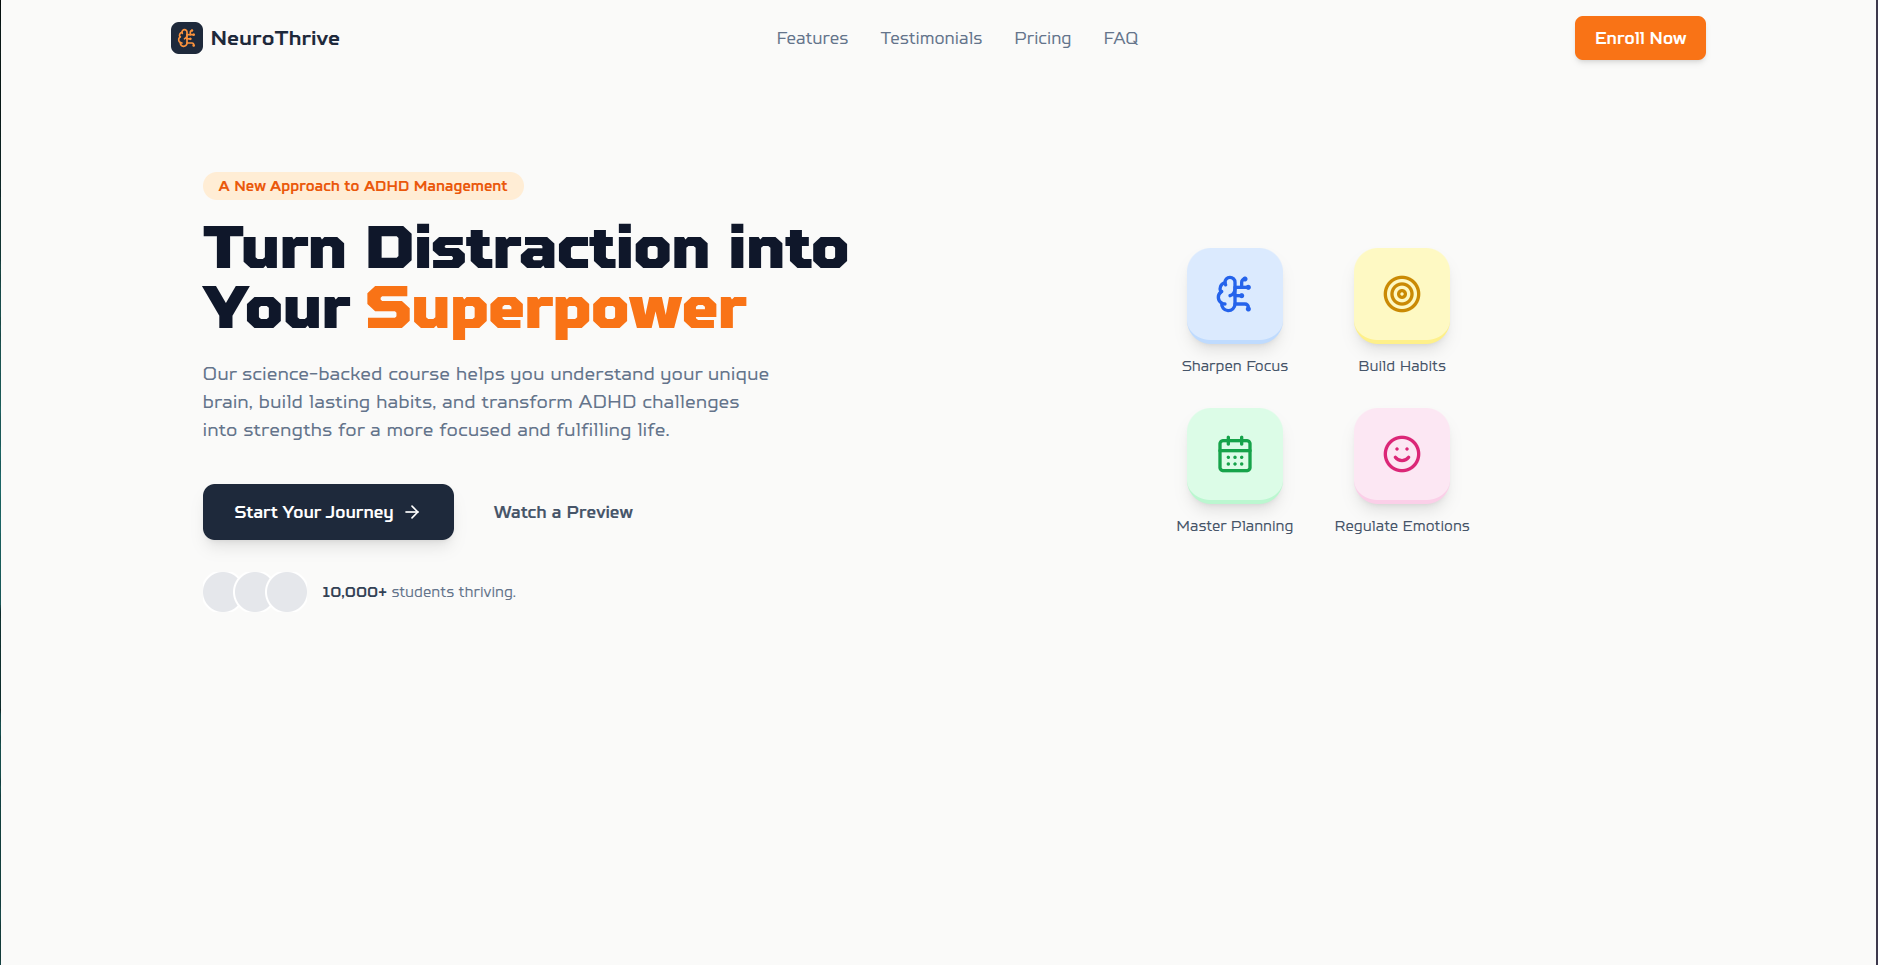 NeuroThrive
Features
Testimonials
Pricing
FAQ
Enroll Now
A New Approach to ADHD Management
Turn Distraction into
Your Superpower
Our science-backed course helps you understand your unique
brain, build lasting habits, and transform ADHD challenges
into strengths for a more focused and fulfilling life.
Start Your Journey
Watch a Preview
10,000+ students thriving.
Sharpen Focus
Build Habits
Master Planning
Regulate Emotions